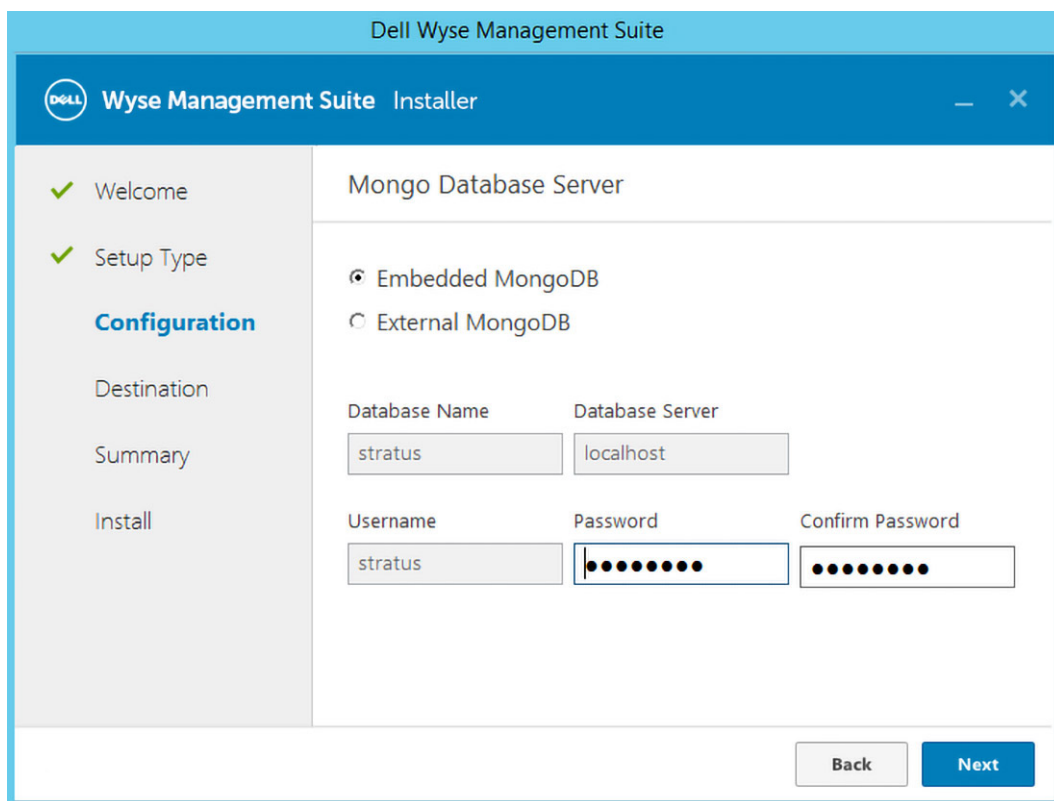 Dell Wyse Management Suite
DELL Wyse Management Suite Installer
Welcome
Setup Type
Configuration
Destination
Summary
Install
Mongo Database Server
Embedded MongoDB
External MongoDB
Database Name Database Server
stratus localhost
Username Password Confirm Password
stratus ●●●●●●●● ●●●●●●●●
Back Next